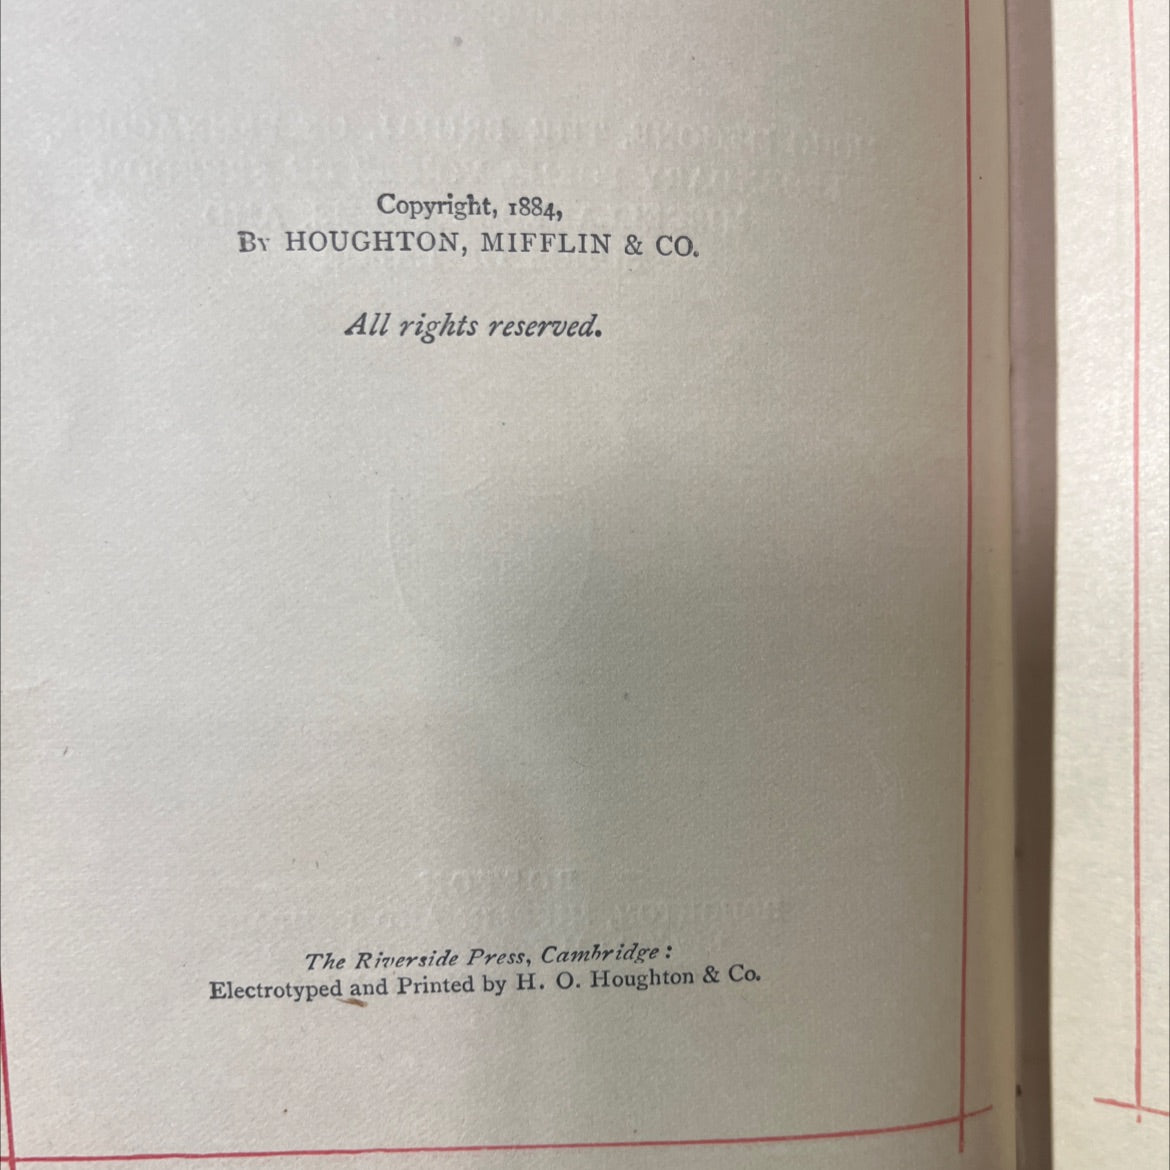 Copyright, 1884,
By HOUGHTON, MIFFLIN & CO.
All rights reserved.
The Riverside Press, Cambridge:
Electrotyped and Printed by H. O. Houghton & Co.